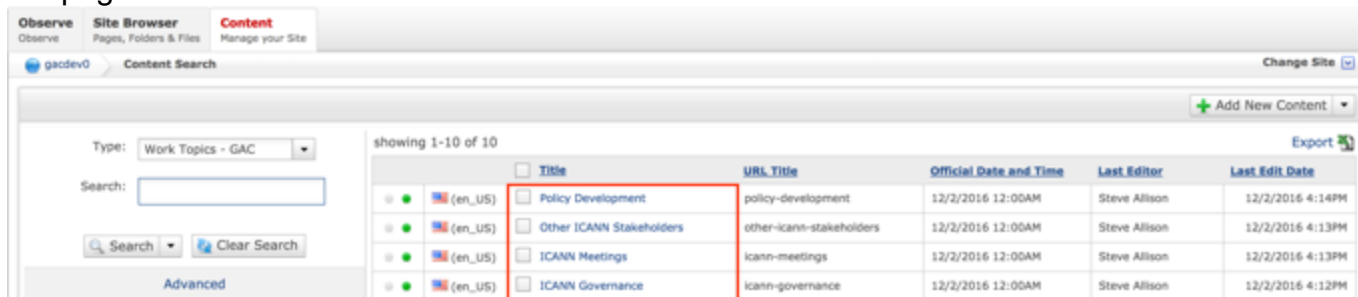 Observe Site Browser Content
Observe Pages, Folders & Files Manage your Site
gacdev0 Content Search Change Site
Add New Content
Type: Work Topics - GAC showing 1-10 of 10 Export
Title URL Title Official Date and Time Last Editor Last Edit Date
Search:
(en_US) Policy Development policy-development 12/2/2016 12:00AM Steve Allison 12/2/2016 4:14PM
(en_US) Other ICANN Stakeholders other-icann-stakeholders 12/2/2016 12:00AM Steve Allison 12/2/2016 4:13PM
Search Clear Search
(en_US) ICANN Meetings icann-meetings 12/2/2016 12:00AM Steve Allison 12/2/2016 4:13PM
Advanced (en_US) ICANN Governance icann-governance 12/2/2016 12:00AM Steve Allison 12/2/2016 4:12PM